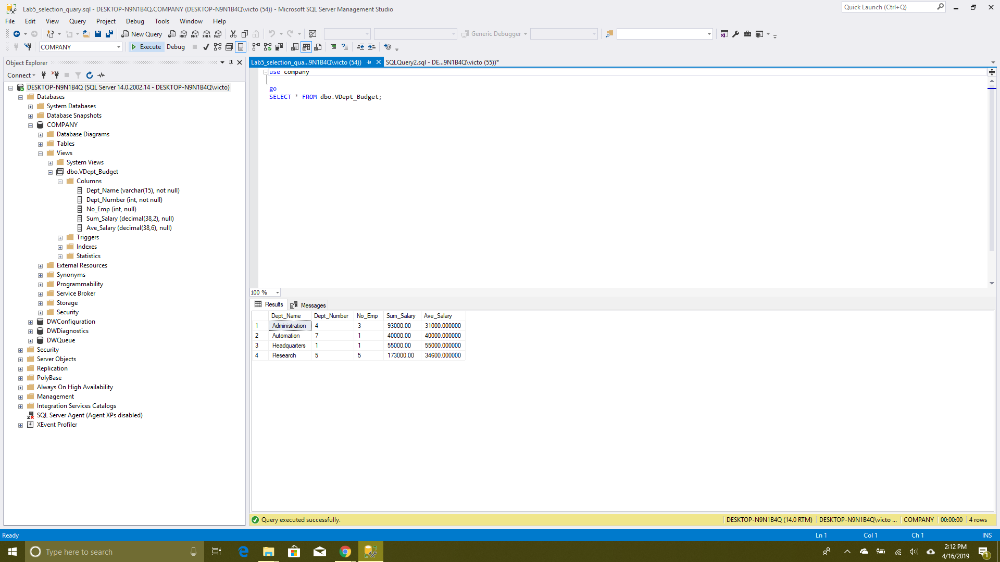 Lab5_selection_quary.sql - DESKTOP-N9N1B4Q.COMPANY (DESKTOP-N9N1B4Q\victo (54)) - Microsoft SQL Server Management Studio
Quick Launch (Ctrl+Q)
File Edit View Query Project Debug Tools Window Help
New Query MDX DMX XMLA DAX Generic Debugger
COMPANY Execute Debug
Object Explorer
Lab5_selection_qua...9N1B4Q\victo (54)) SQLQuery2.sql - DE...9N1B4Q\victo (55))*
Connect
DESKTOP-N9N1B4Q (SQL Server 14.0.2002.14 - DESKTOP-N9N1B4Q\victo)
Databases
System Databases
Database Snapshots
COMPANY
Database Diagrams
Tables
Views
System Views
dbo.VDept_Budget
Columns
Dept_Name (varchar(15), not null)
Dept_Number (int, not null)
No_Emp (int, null)
Sum_Salary (decimal(38,2), null)
Ave_Salary (decimal(38,6), null)
Triggers
Indexes
Statistics
External Resources
Synonyms
Programmability
Service Broker
Storage
Security
DWConfiguration
DWDiagnostics
DWQueue
Security
Server Objects
Replication
PolyBase
Always On High Availability
Management
Integration Services Catalogs
SQL Server Agent (Agent XPs disabled)
XEvent Profiler
use company
go
SELECT * FROM dbo.VDept_Budget;
100 %
Results Messages
Dept_Name Dept_Number No_Emp Sum_Salary Ave_Salary
1 Administration 4 3 93000.00 31000.000000
2 Automation 7 1 40000.00 40000.000000
3 Headquarters 1 1 55000.00 55000.000000
4 Research 5 5 173000.00 34600.000000
Query executed successfully. DESKTOP-N9N1B4Q (14.0 RTM) DESKTOP-N9N1B4Q\victo ... COMPANY 00:00:00 4 rows
Ready Ln 1 Col 1 Ch 1 INS
Type here to search
2:12 PM
4/16/2019
1